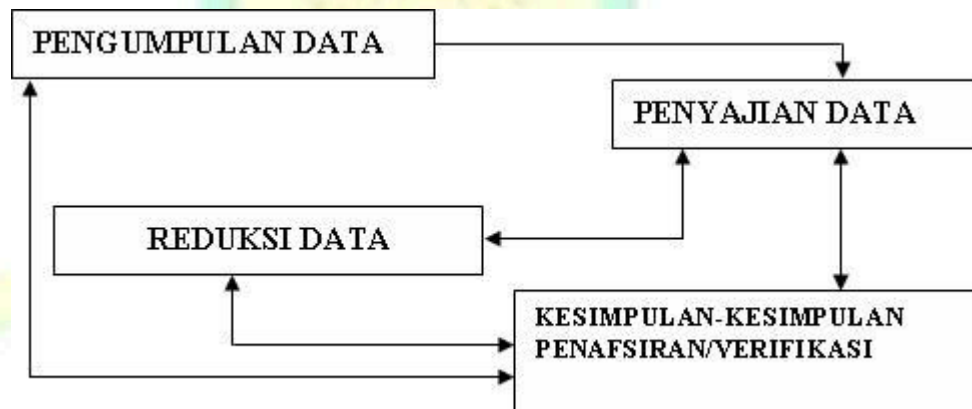 PENGUMPULAN DATA
PENYAJIAN DATA
REDUKSI DATA
KESIMPULAN-KESIMPULAN
PENAFSIRAN/VERIFIKASI